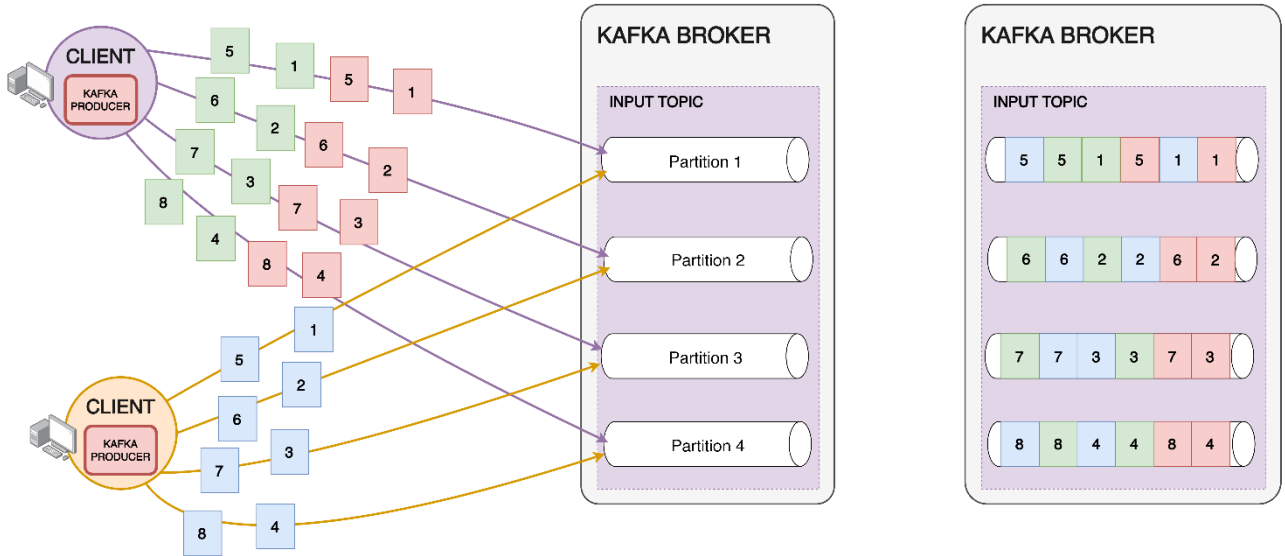 CLIENT
KAFKA
PRODUCER
5
1
5
1
6
2
6
2
7
3
7
3
8
4
8
4
CLIENT
KAFKA
PRODUCER
5
1
6
2
7
3
8
4
KAFKA BROKER
INPUT TOPIC
Partition 1
Partition 2
Partition 3
Partition 4
KAFKA BROKER
INPUT TOPIC
5 5 1 5 1 1
6 6 2 2 6 2
7 7 3 3 7 3
8 8 4 4 8 4